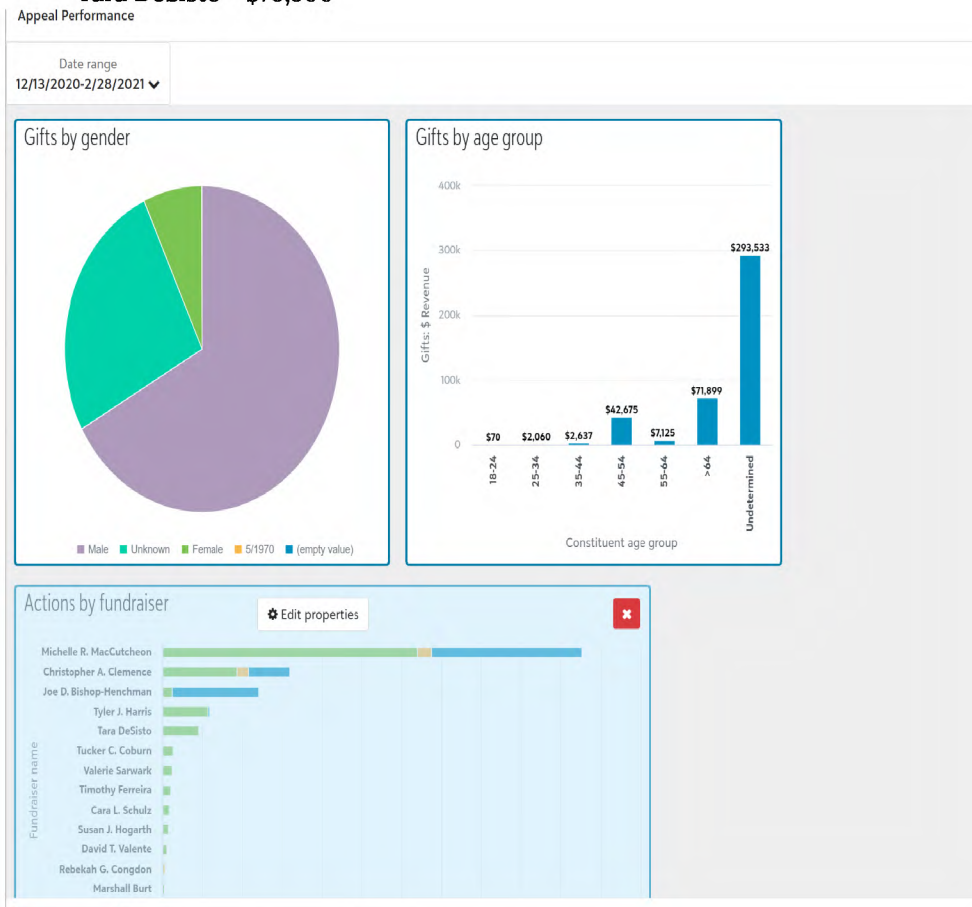 Appeal Performance
Date range
12/13/2020-2/28/2021
Gifts by gender
Male Unknown Female 5/1970 (empty value)
Gifts by age group
Gifts: $ Revenue
400k
300k
200k
100k
0
$70
$2,060
$2,637
$42,675
$7,125
$71,899
$293,533
18-24
25-34
35-44
45-54
55-64
>64
Undetermined
Constituent age group
Actions by fundraiser
Edit properties
Fundraiser name
Michelle R. MacCutcheon
Christopher A. Clemence
Joe D. Bishop-Henchman
Tyler J. Harris
Tara DeSisto
Tucker C. Coburn
Valerie Sarwark
Timothy Ferreira
Cara L. Schulz
Susan J. Hogarth
David T. Valente
Rebekah G. Congdon
Marshall Burt